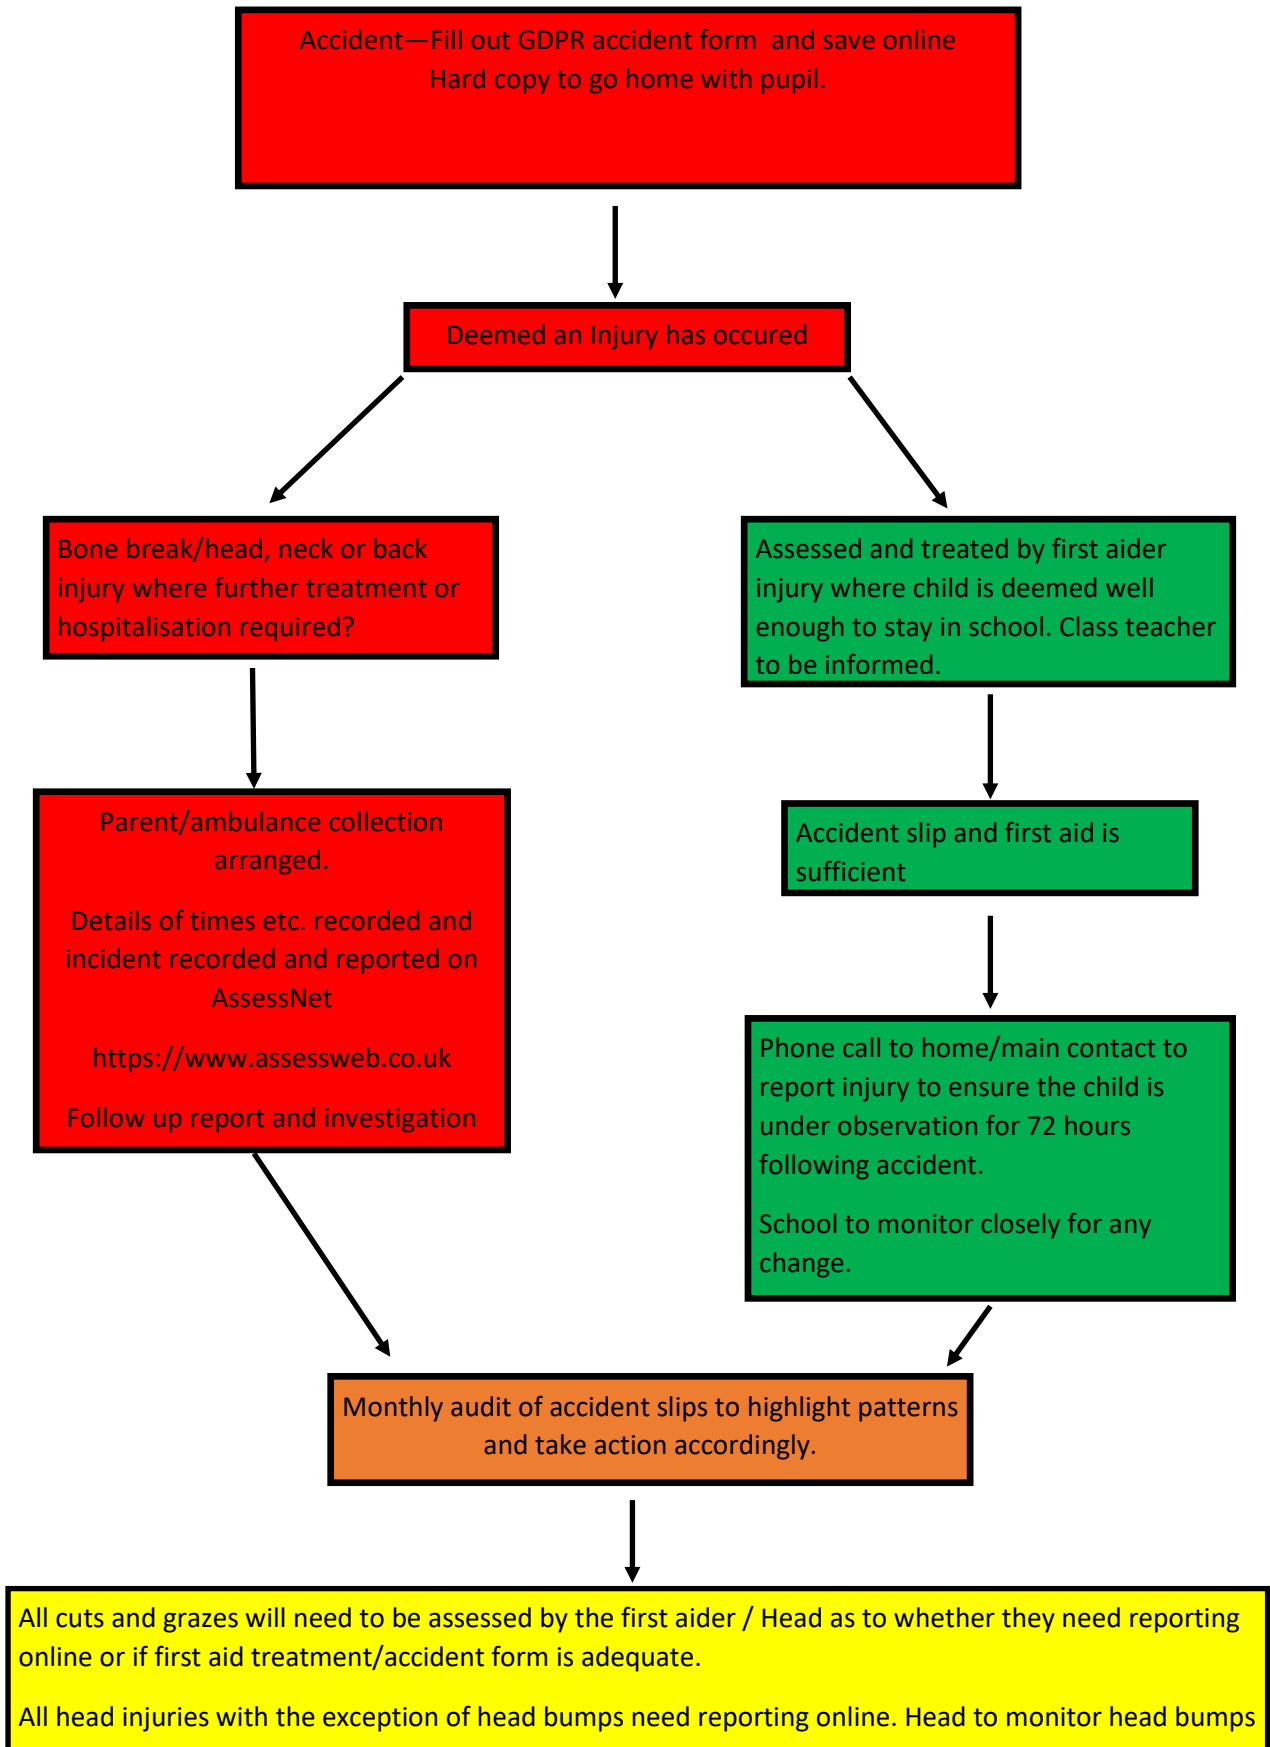 Accident—Fill out GDPR accident form  and save online
Hard copy to go home with pupil.
Deemed an Injury has occured
Bone break/head, neck or back
injury where further treatment or
hospitalisation required?
Assessed and treated by first aider
injury where child is deemed well
enough to stay in school. Class teacher
to be informed.
Parent/ambulance collection
arranged.
Details of times etc. recorded and
incident recorded and reported on
AssessNet
https://www.assessweb.co.uk
Follow up report and investigation
Accident slip and first aid is
sufficient
Phone call to home/main contact to
report injury to ensure the child is
under observation for 72 hours
following accident.
School to monitor closely for any
change.
Monthly audit of accident slips to highlight patterns
and take action accordingly.
All cuts and grazes will need to be assessed by the first aider / Head as to whether they need reporting
online or if first aid treatment/accident form is adequate.
All head injuries with the exception of head bumps need reporting online. Head to monitor head bumps